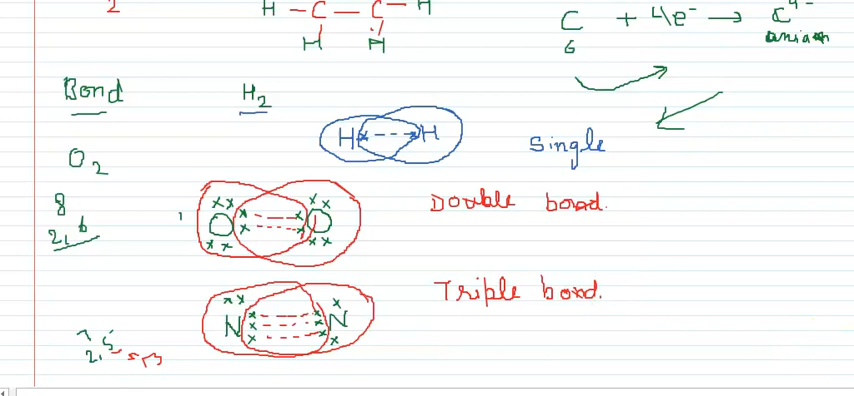 2 H – C – C – H
H H
C + 4e⁻ → C⁴⁻
6 anion
Bond H₂
H H Single
O₂
8 O O Double bond.
2, 6
N N Triple bond.
7
2, 5